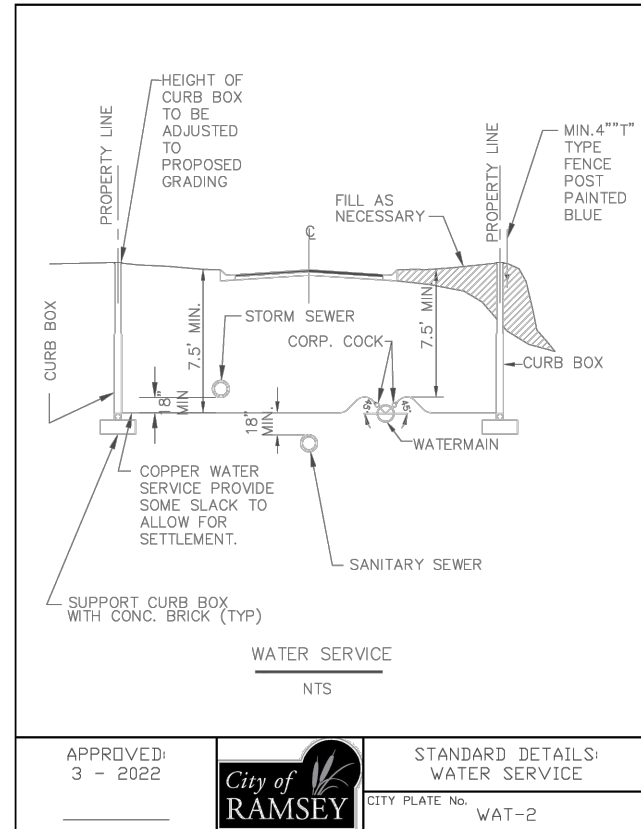 HEIGHT OF
CURB BOX
TO BE
ADJUSTED
TO
PROPOSED
GRADING
PROPERTY LINE
PROPERTY LINE
MIN.4""T"
TYPE
FENCE
POST
PAINTED
BLUE
FILL AS
NECESSARY
℄
7.5' MIN.
STORM SEWER
CORP. COCK
7.5' MIN.
CURB BOX
CURB BOX
18"
MIN
18"
MIN.
45°
45°
WATERMAIN
COPPER WATER
SERVICE PROVIDE
SOME SLACK TO
ALLOW FOR
SETTLEMENT.
SANITARY SEWER
SUPPORT CURB BOX
WITH CONC. BRICK (TYP)
WATER SERVICE
NTS
APPROVED:
3 - 2022
City of
RAMSEY
STANDARD DETAILS:
WATER SERVICE
CITY PLATE No.
WAT-2